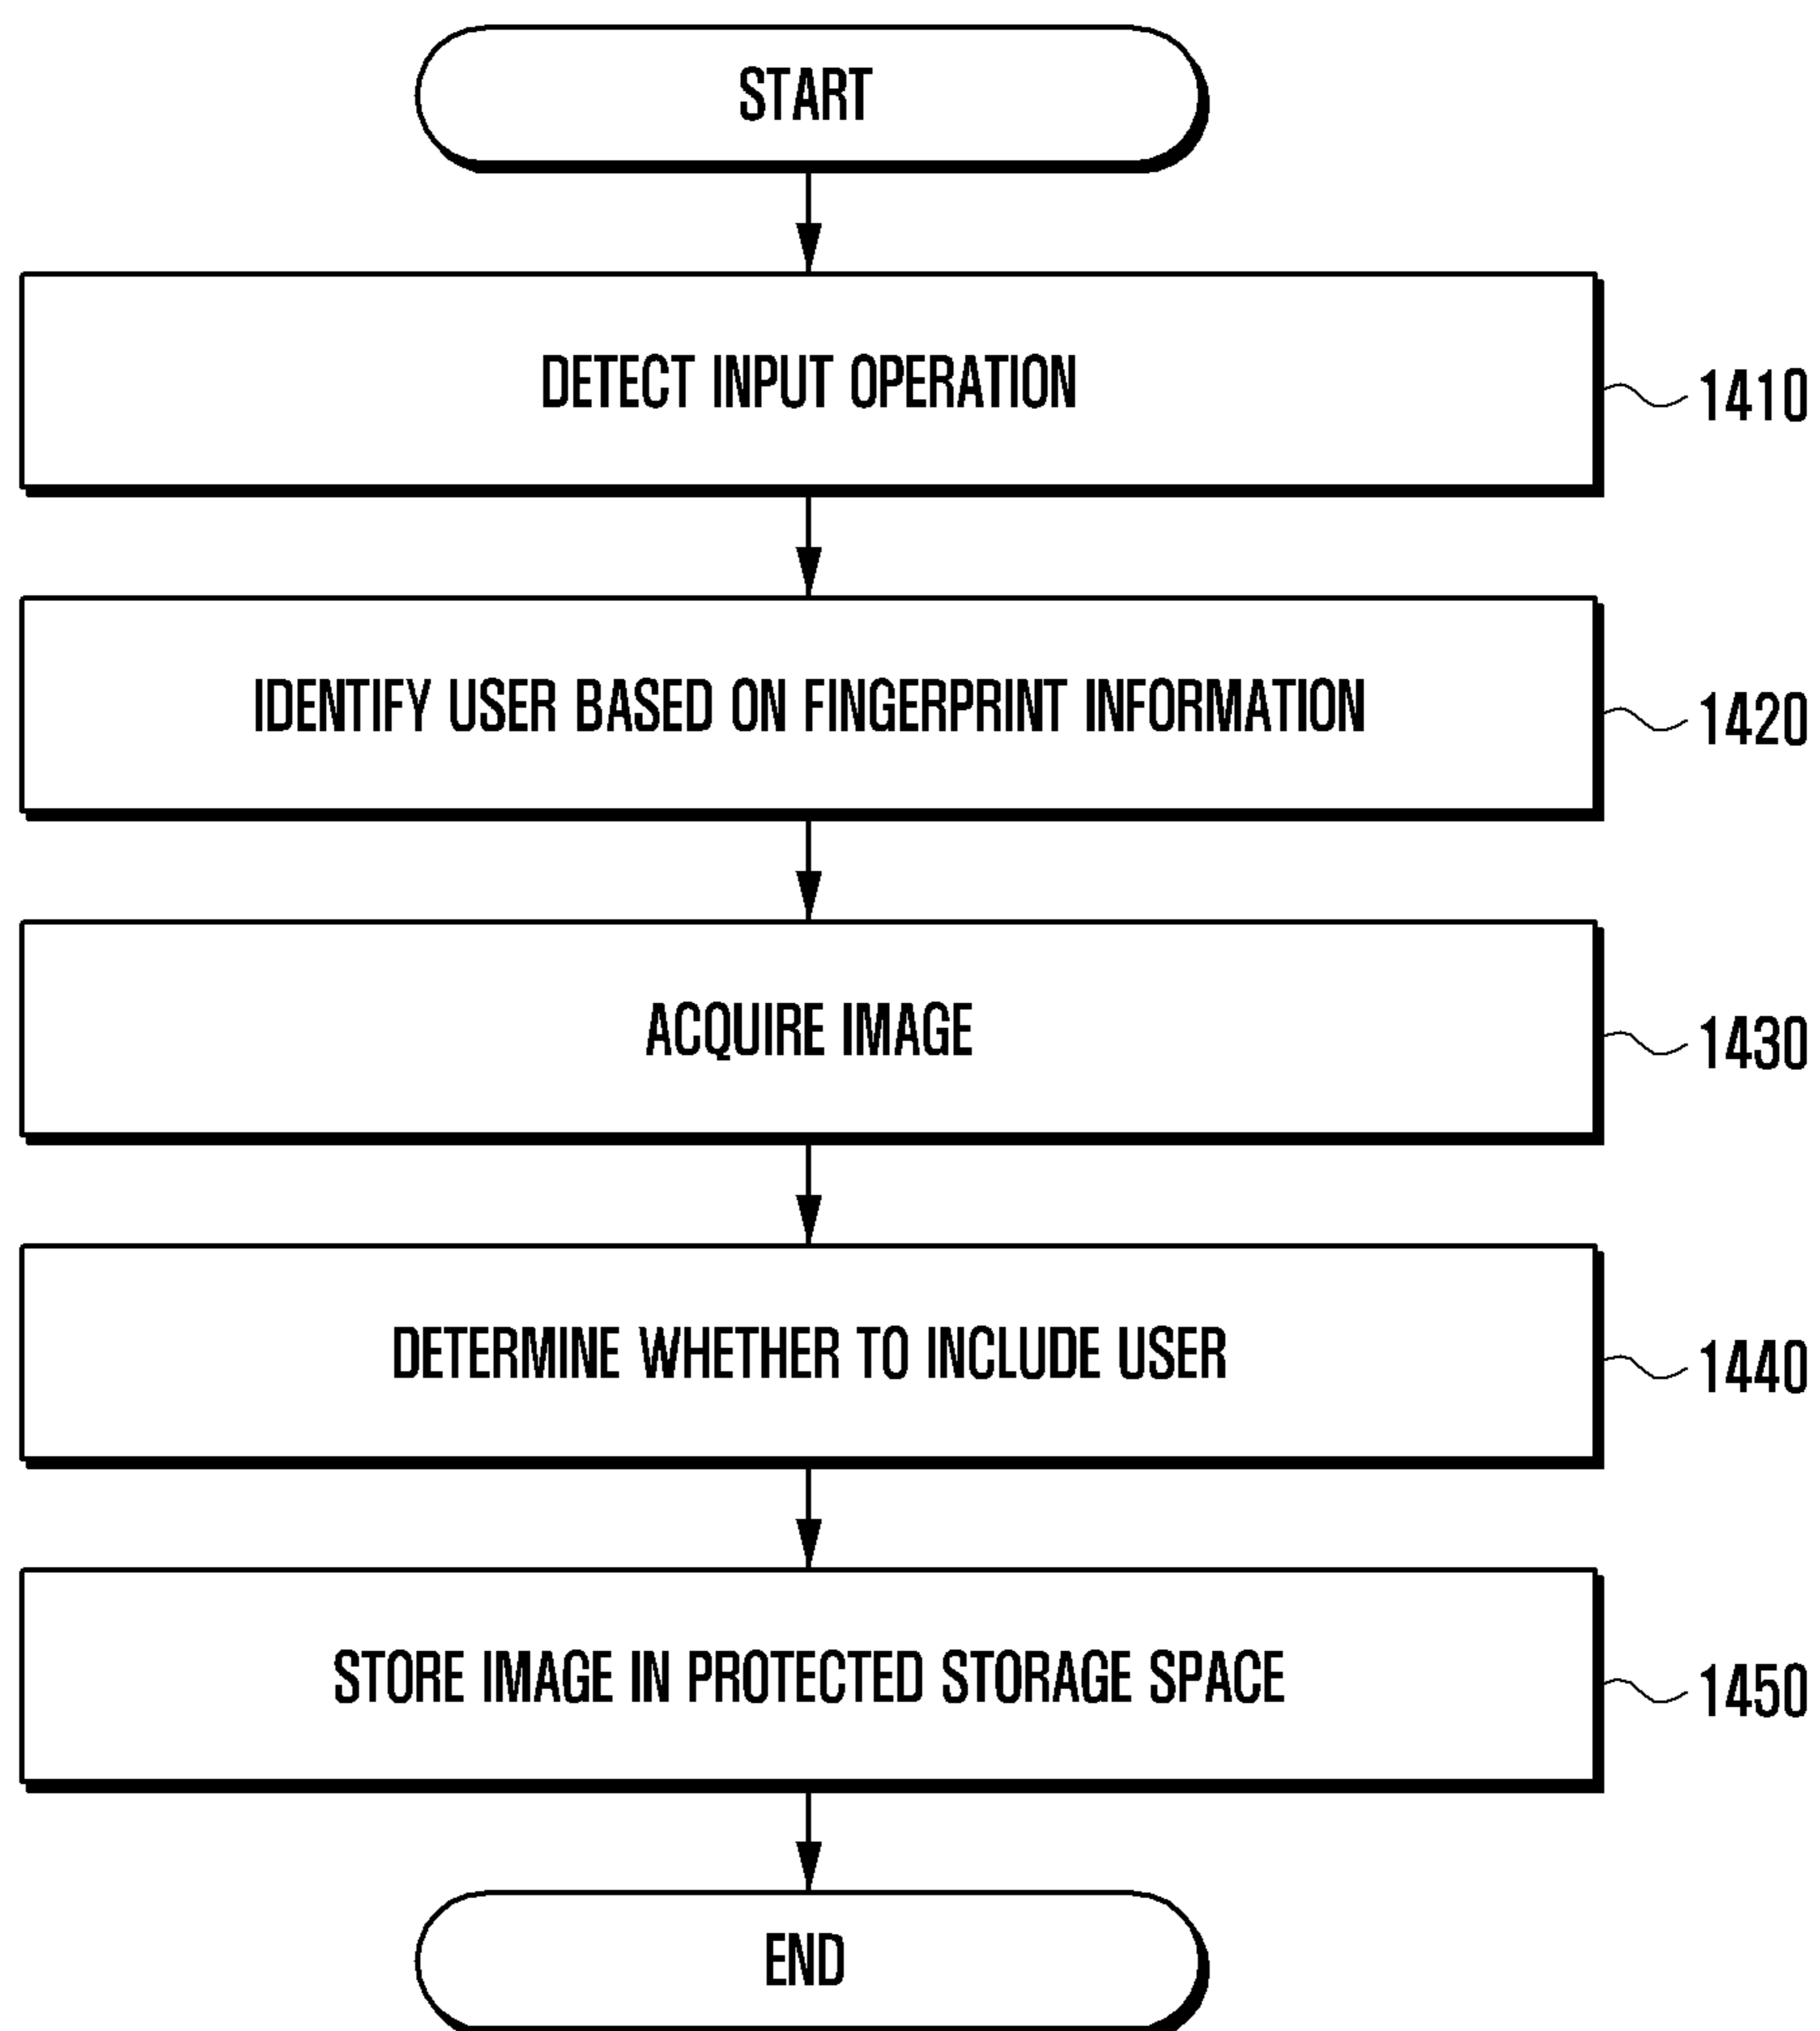 START
DETECT INPUT OPERATION
1410
IDENTIFY USER BASED ON FINGERPRINT INFORMATION
1420
ACQUIRE IMAGE
1430
DETERMINE WHETHER TO INCLUDE USER
1440
STORE IMAGE IN PROTECTED STORAGE SPACE
1450
END